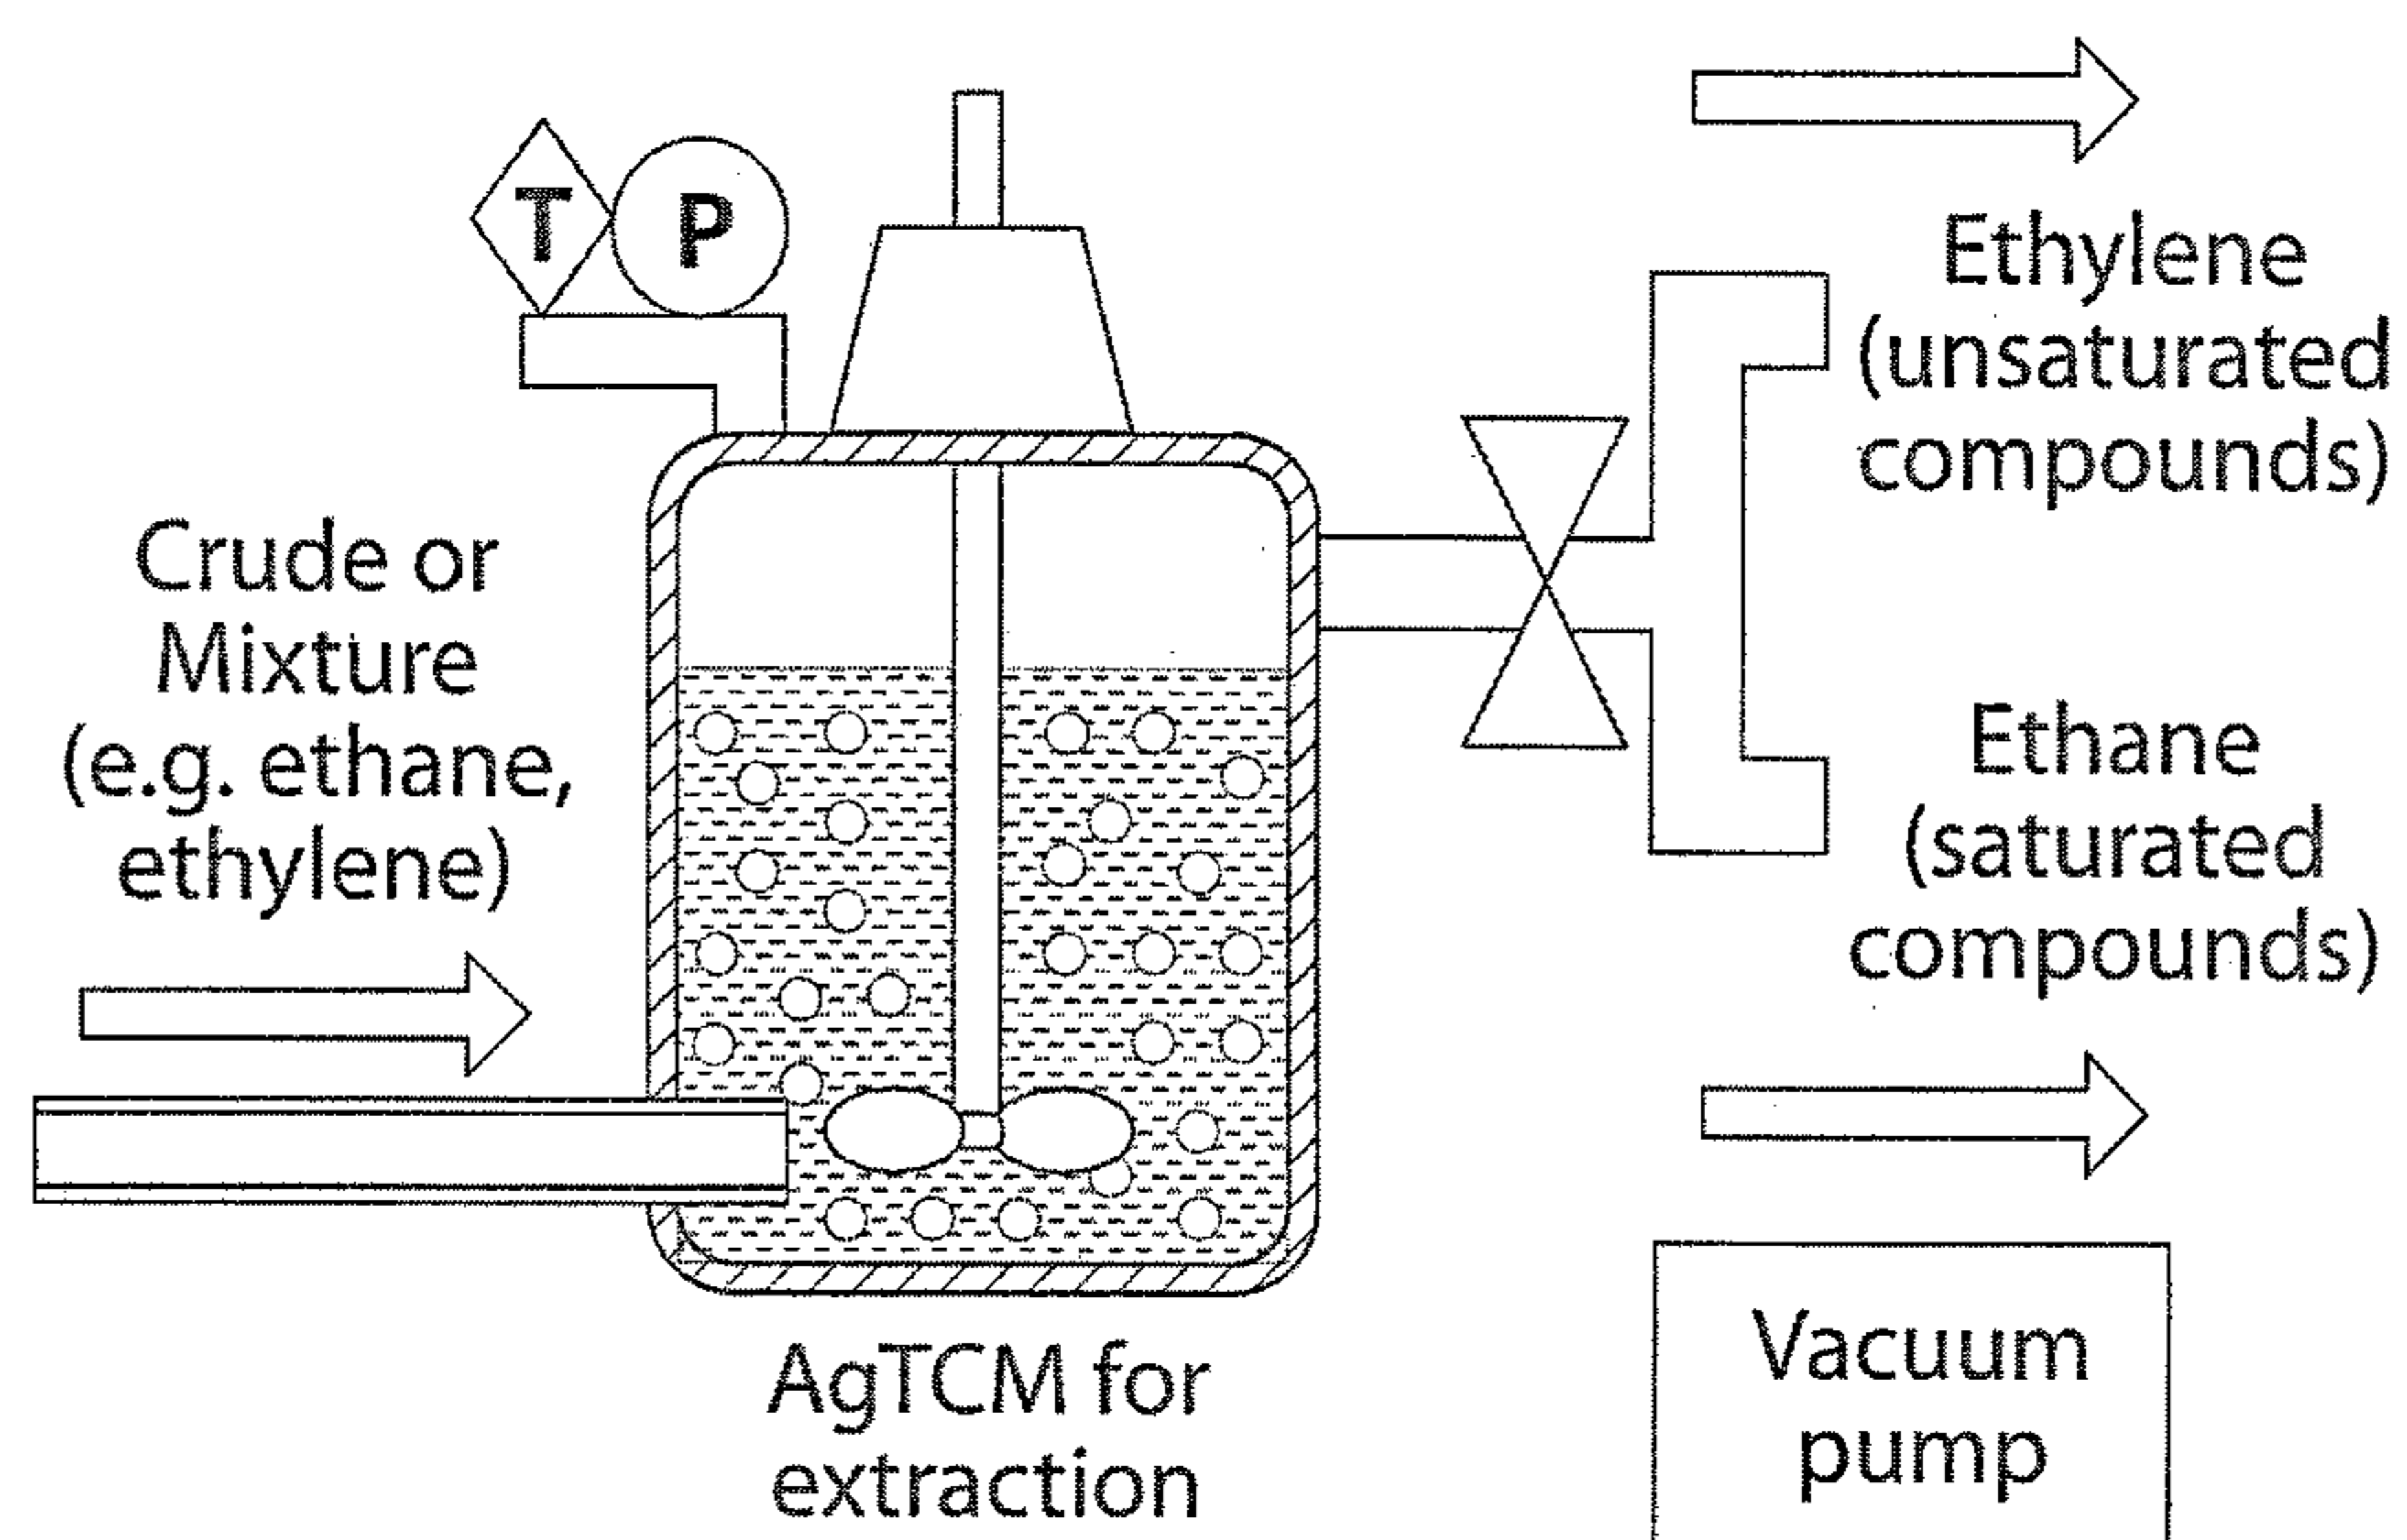 T
P
Crude or
Mixture
(e.g. ethane,
ethylene)
Ethylene
(unsaturated
compounds)
Ethane
(saturated
compounds)
AgTCM for
extraction
Vacuum
pump